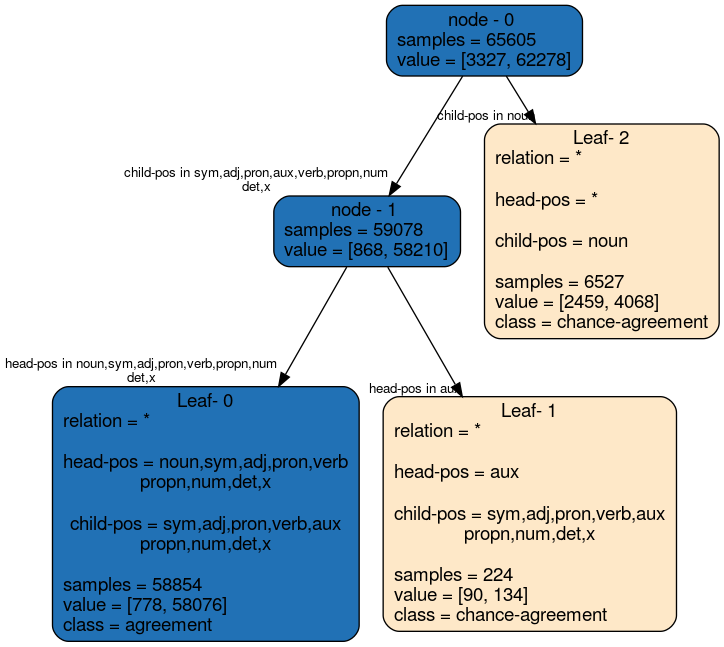 node - 0
samples = 65605
value = [3327, 62278]
child-pos in noun
Leaf- 2
relation = *
head-pos = *
child-pos = noun
samples = 6527
value = [2459, 4068]
class = chance-agreement
child-pos in sym,adj,pron,aux,verb,propn,num
det,x
node - 1
samples = 59078
value = [868, 58210]
head-pos in noun,sym,adj,pron,verb,propn,num
det,x
Leaf- 0
relation = *
head-pos = noun,sym,adj,pron,verb
propn,num,det,x
child-pos = sym,adj,pron,verb,aux
propn,num,det,x
samples = 58854
value = [778, 58076]
class = agreement
head-pos in aux
Leaf- 1
relation = *
head-pos = aux
child-pos = sym,adj,pron,verb,aux
propn,num,det,x
samples = 224
value = [90, 134]
class = chance-agreement